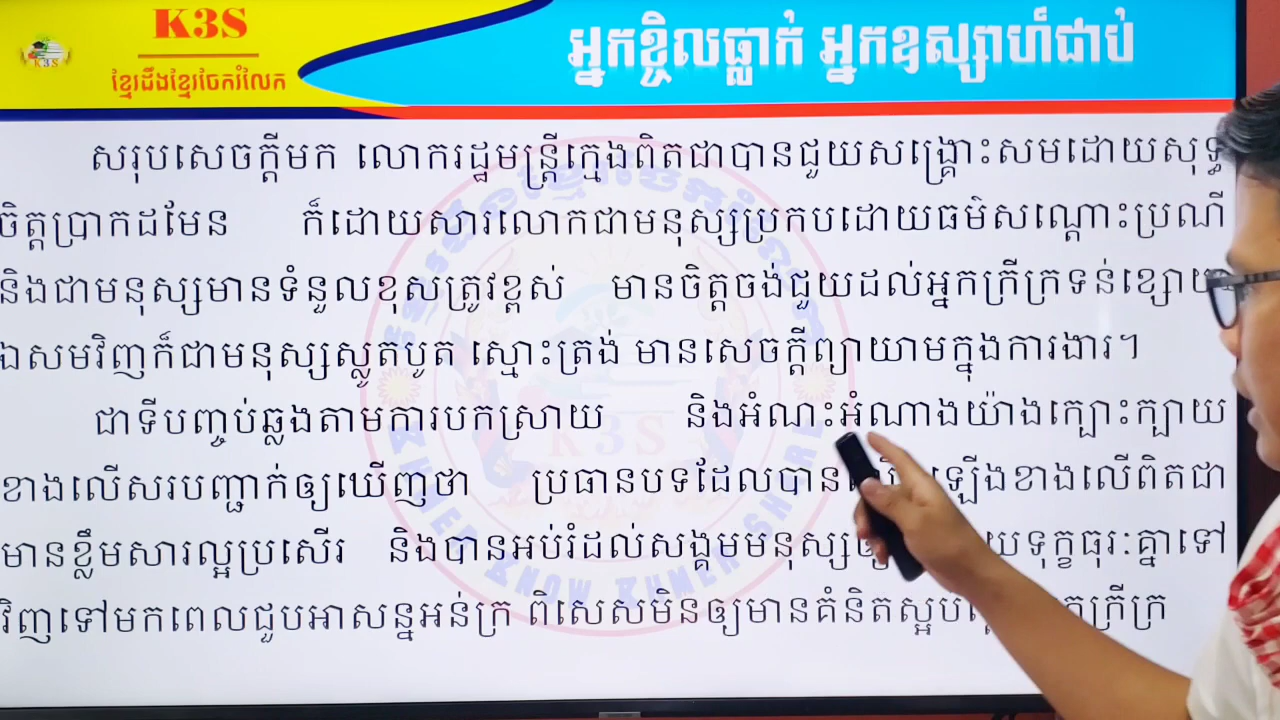 K3S
ខ្មែរដឹងខ្មែរចែករំលែក
អ្នកខ្ជិលធ្លាក់ អ្នកឧស្សាហ៍ជាប់
K3S
សរុបសេចក្ដីមក លោករដ្ឋមន្ត្រីក្មេងពិតជាបានជួយសង្គ្រោះសមដោយសុទ្ធ
ចិត្តប្រាកដមែន ក៏ដោយសារលោកជាមនុស្សប្រកបដោយធម៌សណ្ដោះប្រណី
និងជាមនុស្សមានទំនួលខុសត្រូវខ្ពស់ មានចិត្តចង់ជួយដល់អ្នកក្រីក្រទន់ខ្សោយ
ឯសមវិញក៏ជាមនុស្សស្លូតបូត ស្មោះត្រង់ មានសេចក្ដីព្យាយាមក្នុងការងារ។
ជាទីបញ្ចប់ឆ្លងតាមការបកស្រាយ និងអំណះអំណាងយ៉ាងក្បោះក្បាយ
ខាងលើសរបញ្ជាក់ឲ្យឃើញថា ប្រធានបទដែលបាន ឡើងខាងលើពិតជា
មានខ្លឹមសារល្អប្រសើរ និងបានអប់រំដល់សង្គមមនុស្ស ទុក្ខធុរៈគ្នាទៅ
វិញទៅមកពេលជួបអាសន្នអន់ក្រ ពិសេសមិនឲ្យមានគំនិត ក្រីក្រ
KHMER KNOW KHMER SHARE
K3S